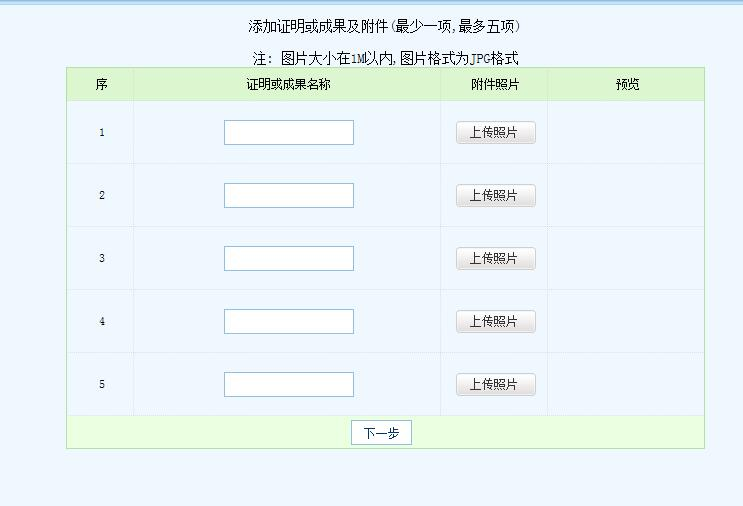 添加证明或成果及附件(最少一项,最多五项)
注: 图片大小在1M以内,图片格式为JPG格式
序 证明或成果名称 附件照片 预览
1 上传照片
2 上传照片
3 上传照片
4 上传照片
5 上传照片
下一步